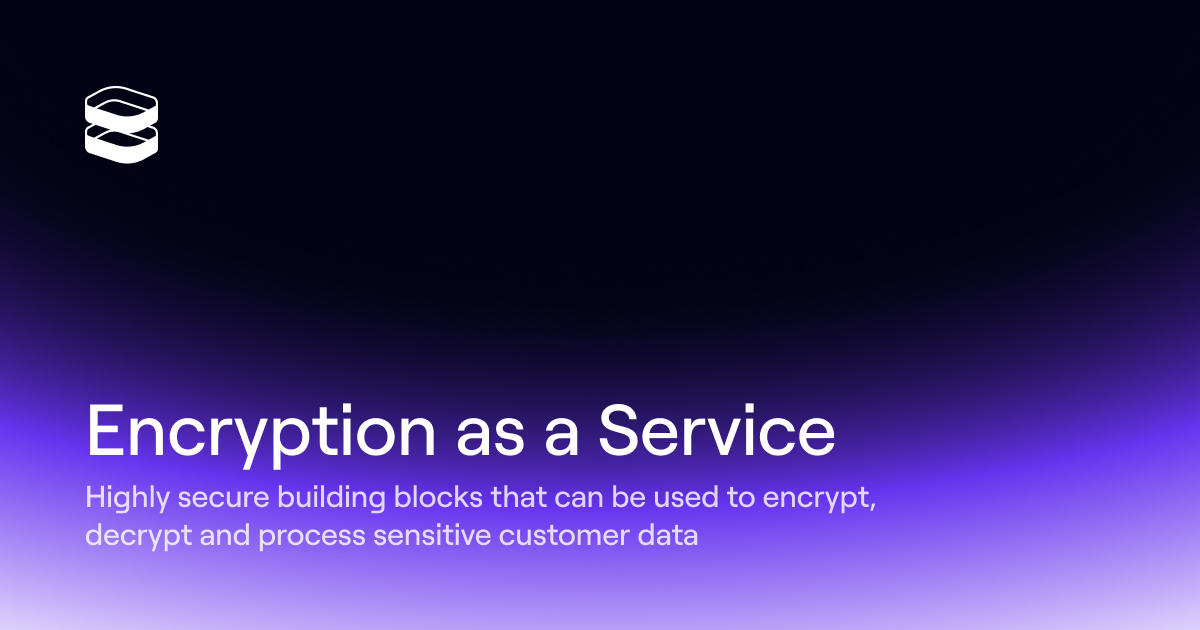 Encryption as a Service
Highly secure building blocks that can be used to encrypt,
decrypt and process sensitive customer data